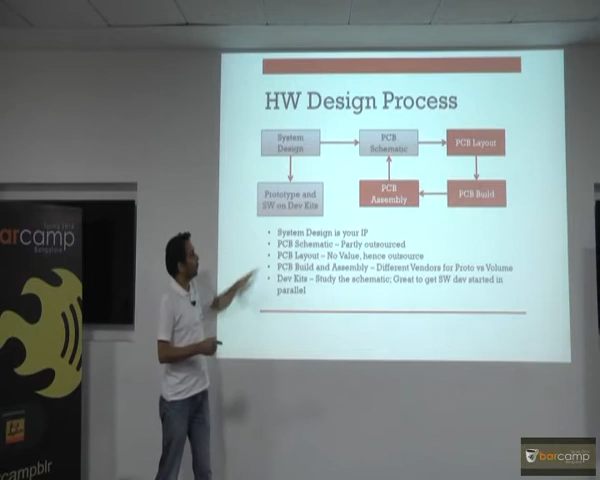 HW Design Process
System
Design
PCB
Schematic
PCB Layout
Prototype and
SW on Dev Kits
PCB
Assembly
PCB Build
• System Design is your IP
• PCB Schematic – Partly outsourced
• PCB Layout – No Value, hence outsource
• PCB Build and Assembly – Different Vendors for Proto vs Volume
• Dev Kits – Study the schematic; Great to get SW dev started in
parallel
arcamp
Bangalore
campblr
barcamp